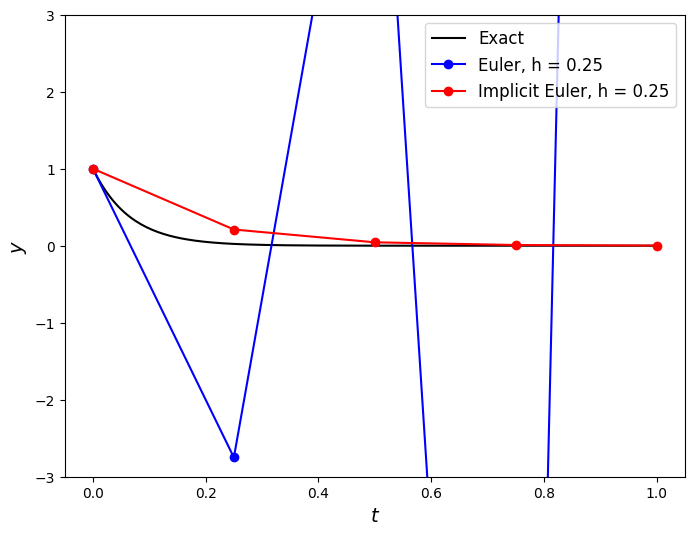 Exact
Euler, h = 0.25
Implicit Euler, h = 0.25
3
2
1
0
−1
−2
−3
y
0.0 0.2 0.4 0.6 0.8 1.0
t